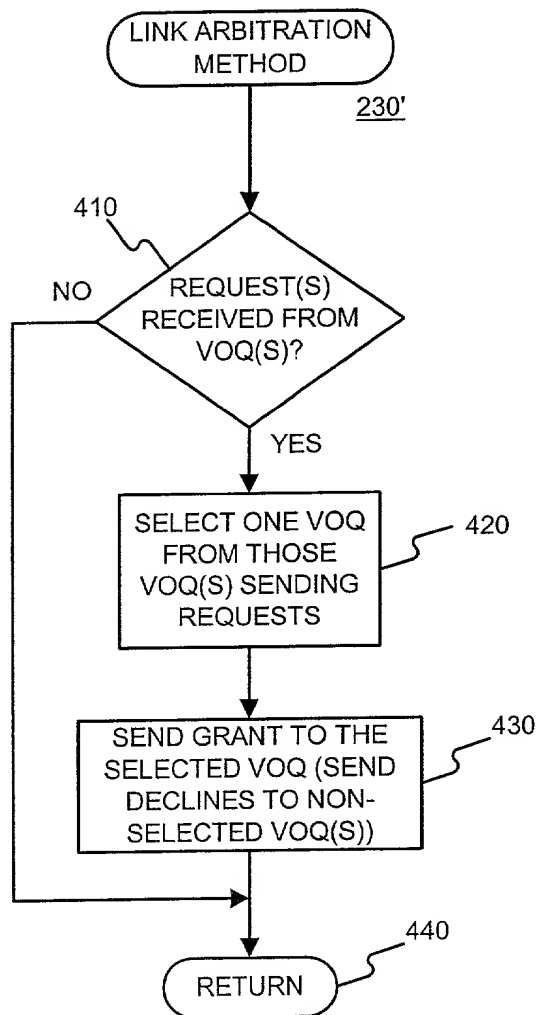 LINK ARBITRATION
METHOD
230'
410
NO
REQUEST(S)
RECEIVED FROM
VOQ(S)?
YES
SELECT ONE VOQ
FROM THOSE
VOQ(S) SENDING
REQUESTS
420
SEND GRANT TO THE
SELECTED VOQ (SEND
DECLINES TO NON-
SELECTED VOQ(S))
430
440
RETURN